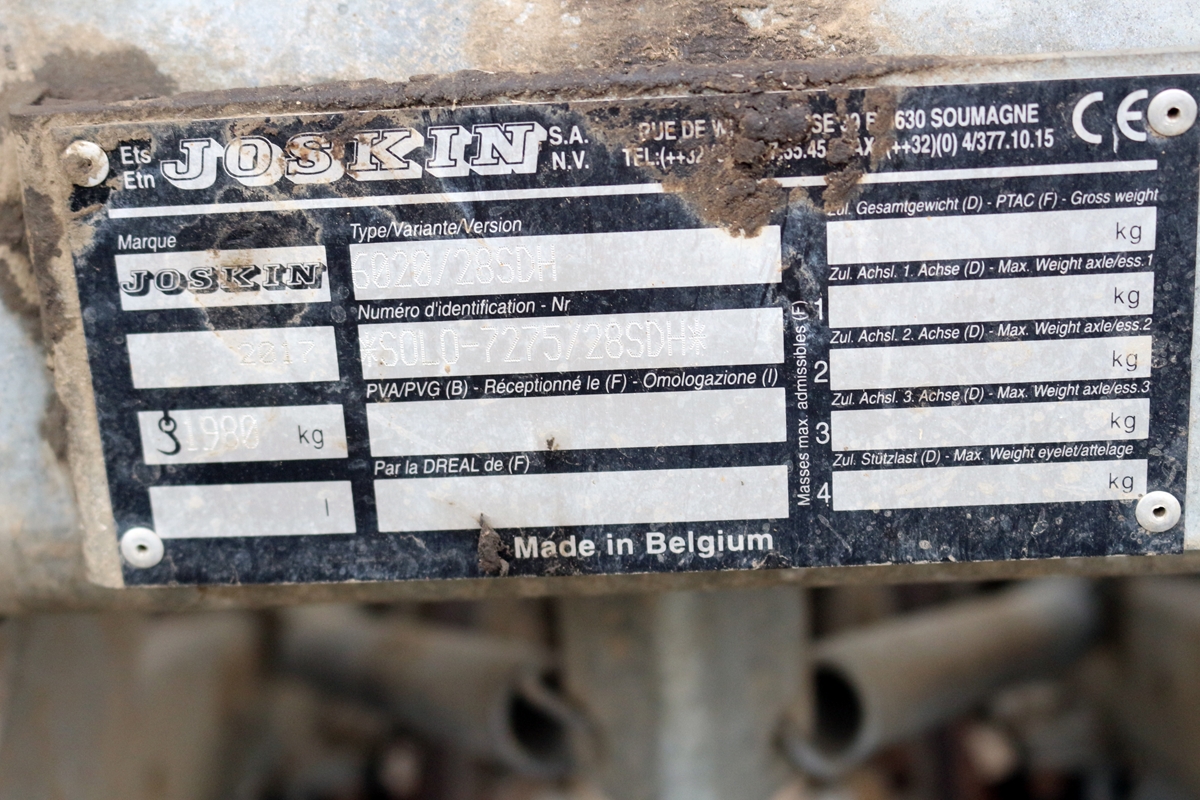 Ets
Etn
JOSKIN
S.A.
N.V.
RUE DE 630 SOUMAGNE
(++32)(0) 4/377.10.15
CE
Marque
JOSKIN
2017
1980 kg
l
Type/Variante/Version
6028/28SDH
Numéro d'identification - Nr
*SOLO-7275/28SDH*
PVA/PVG (B) - Réceptionné le (F) - Omologazione (I)
Par la DREAL de (F)
Made in Belgium
Masses max. admissibles (F)
Zul. Gesamtgewicht (D) - PTAC (F) - Gross weight
kg
Zul. Achsl. 1. Achse (D) - Max. Weight axle/ess.1
1 kg
Zul. Achsl. 2. Achse (D) - Max. Weight axle/ess.2
2 kg
Zul. Achsl. 3. Achse (D) - Max. Weight axle/ess.3
3 kg
Zul. Stützlast (D) - Max. Weight eyelet/attelage
4 kg